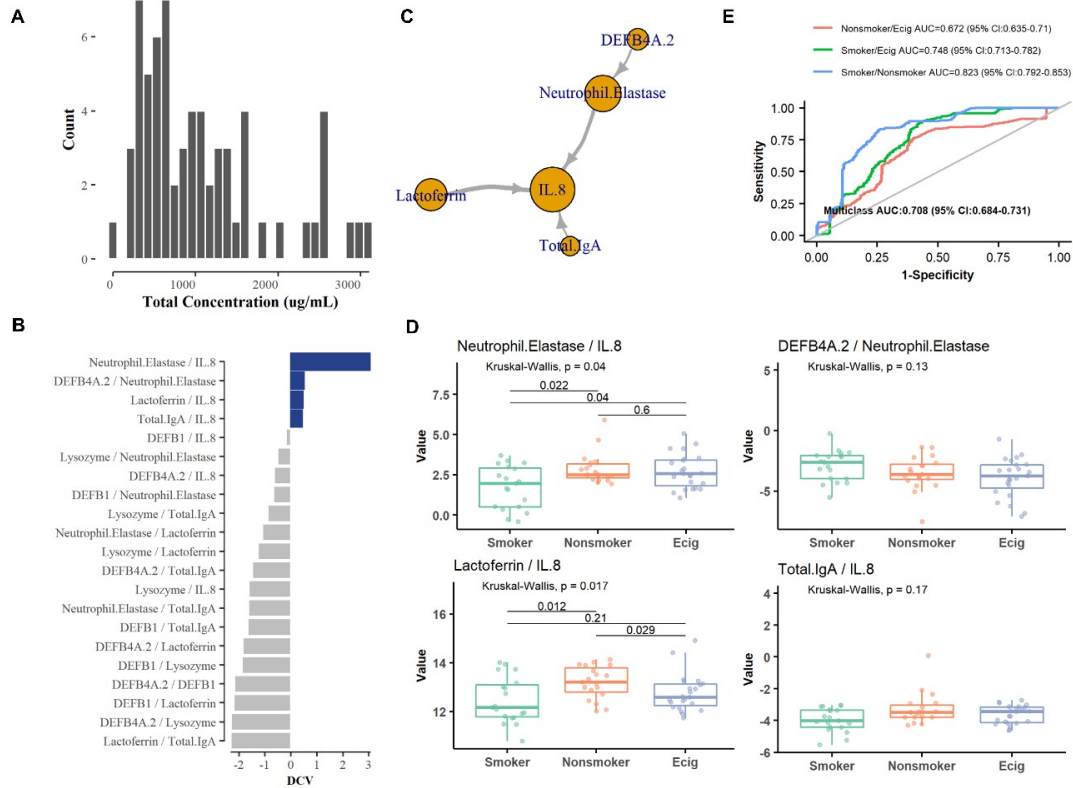 A
6
4
2
0
Count
0
1000
2000
3000
Total Concentration (ug/mL)
B
Neutrophil.Elastase / IL.8
DEFB4A.2 / Neutrophil.Elastase
Lactoferrin / IL.8
Total.IgA / IL.8
DEFB1 / IL.8
Lysozyme / Neutrophil.Elastase
DEFB4A.2 / IL.8
DEFB1 / Neutrophil.Elastase
Lysozyme / Total.IgA
Neutrophil.Elastase / Lactoferrin
Lysozyme / Lactoferrin
DEFB4A.2 / Total.IgA
Lysozyme / IL.8
Neutrophil.Elastase / Total.IgA
DEFB1 / Total.IgA
DEFB4A.2 / Lactoferrin
DEFB1 / Lysozyme
DEFB4A.2 / DEFB1
DEFB1 / Lactoferrin
DEFB4A.2 / Lysozyme
Lactoferrin / Total.IgA
-2 -1 0 1 2 3
DCV
C
DEFB4A.2
Neutrophil.Elastase
Lactoferrin
IL.8
Total.IgA
D
Neutrophil.Elastase / IL.8
Kruskal-Wallis, p = 0.04
0.022
0.04
0.6
7.5
5.0
2.5
0.0
Value
Smoker Nonsmoker Ecig
DEFB4A.2 / Neutrophil.Elastase
Kruskal-Wallis, p = 0.13
5
0
-5
Value
Smoker Nonsmoker Ecig
Lactoferrin / IL.8
Kruskal-Wallis, p = 0.017
0.012
0.21
0.029
16
14
12
Value
Smoker Nonsmoker Ecig
Total.IgA / IL.8
Kruskal-Wallis, p = 0.17
4
2
0
-2
-4
-6
Value
Smoker Nonsmoker Ecig
E
Nonsmoker/Ecig AUC=0.672 (95% CI:0.635-0.71)
Smoker/Ecig AUC=0.748 (95% CI:0.713-0.782)
Smoker/Nonsmoker AUC=0.823 (95% CI:0.792-0.853)
1.00
0.75
0.50
0.25
0.00
Sensitivity
Multiclass AUC:0.708 (95% CI:0.684-0.731)
0.00 0.25 0.50 0.75 1.00
1-Specificity